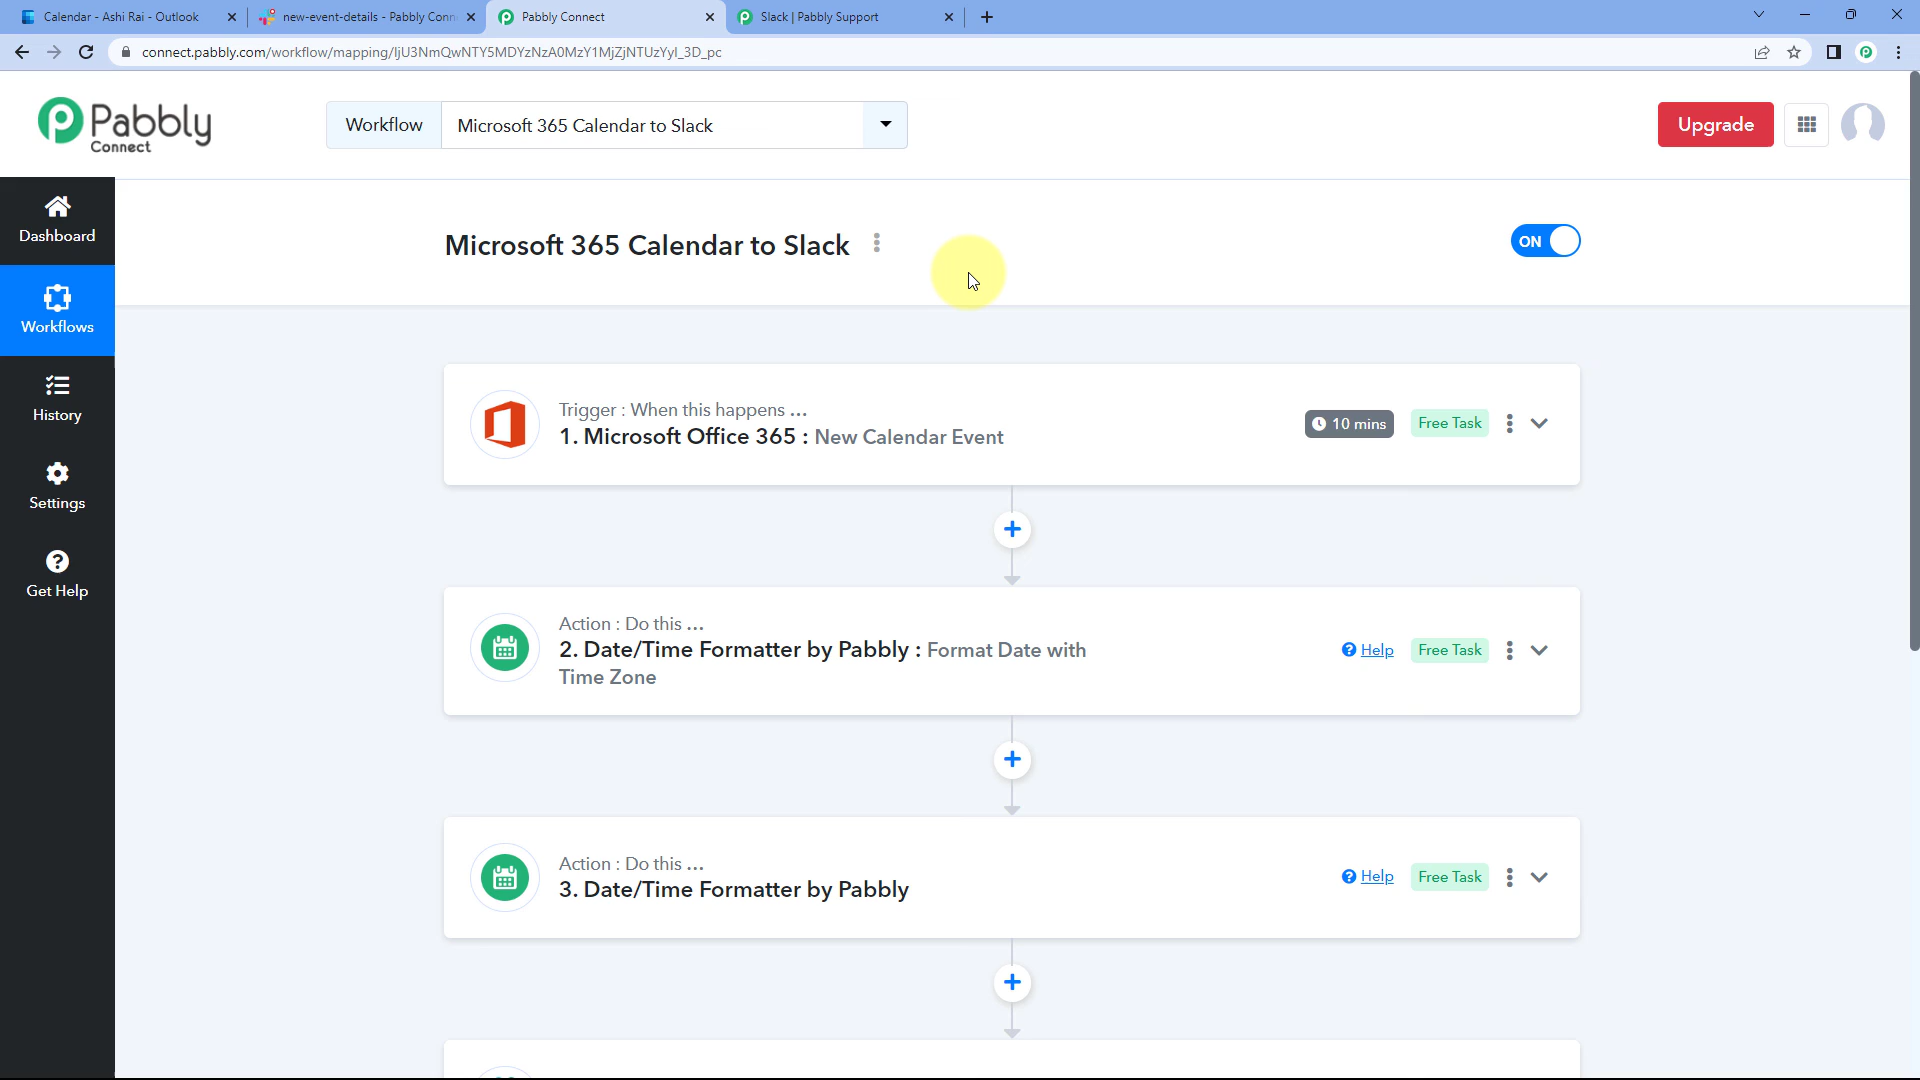 Calendar - Ashi Rai - Outlook
new-event-details - Pabbly Conn
Pabbly Connect
Slack | Pabbly Support
connect.pabbly.com/workflow/mapping/IjU3NmQwNTY5MDYzNzA0MzY1MjZjNTUzYyI_3D_pc
Pabbly
Connect
Workflow
Microsoft 365 Calendar to Slack
Upgrade
Dashboard
Workflows
History
Settings
Get Help
Microsoft 365 Calendar to Slack
ON
Trigger : When this happens ...
1. Microsoft Office 365 : New Calendar Event
10 mins
Free Task
Action : Do this ...
2. Date/Time Formatter by Pabbly : Format Date with
Time Zone
Help
Free Task
Action : Do this ...
3. Date/Time Formatter by Pabbly
Help
Free Task